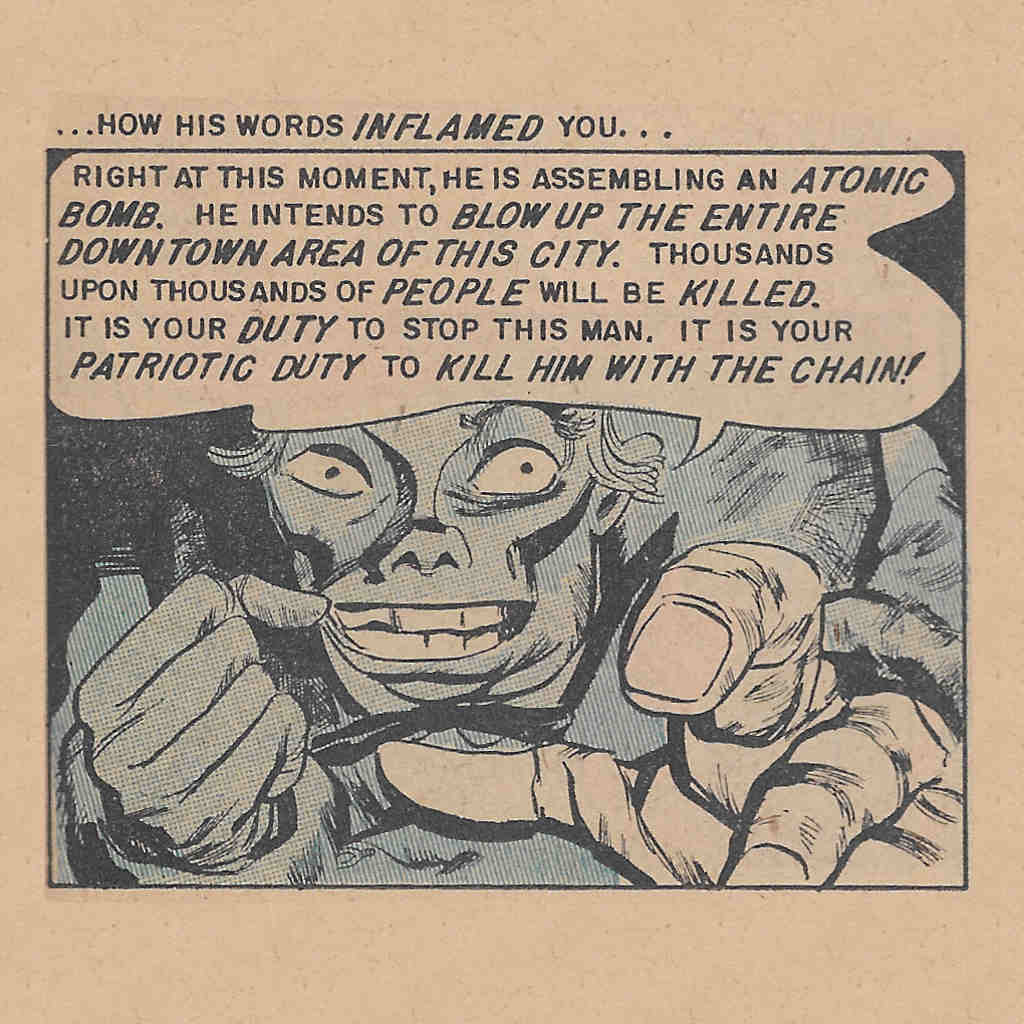 ...HOW HIS WORDS INFLAMED YOU...
RIGHT AT THIS MOMENT, HE IS ASSEMBLING AN ATOMIC
BOMB. HE INTENDS TO BLOW UP THE ENTIRE
DOWNTOWN AREA OF THIS CITY. THOUSANDS
UPON THOUSANDS OF PEOPLE WILL BE KILLED.
IT IS YOUR DUTY TO STOP THIS MAN. IT IS YOUR
PATRIOTIC DUTY TO KILL HIM WITH THE CHAIN!